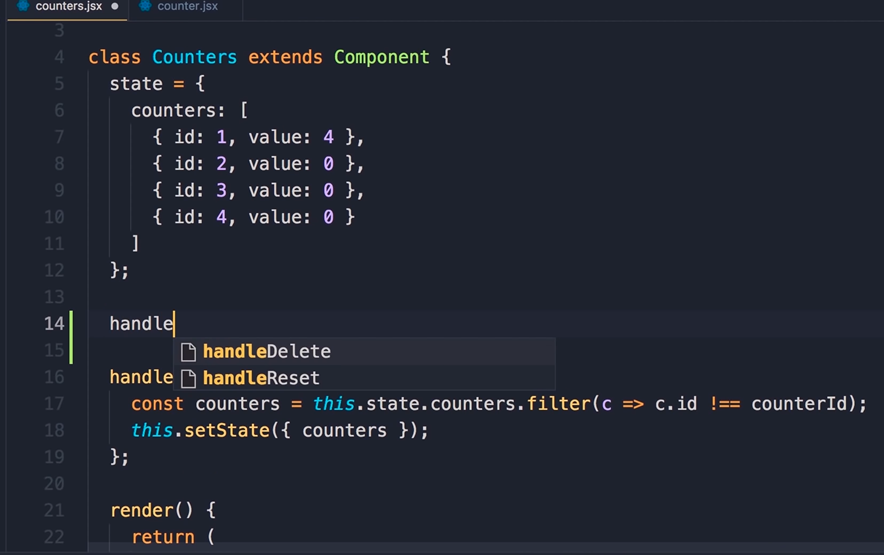 counters.jsx counter.jsx
3
4 class Counters extends Component {
5 state = {
6 counters: [
7 { id: 1, value: 4 },
8 { id: 2, value: 0 },
9 { id: 3, value: 0 },
10 { id: 4, value: 0 }
11 ]
12 };
13
14 handle
15 handleDelete
16 handle handleReset
17 const counters = this.state.counters.filter(c => c.id !== counterId);
18 this.setState({ counters });
19 };
20
21 render() {
22 return (